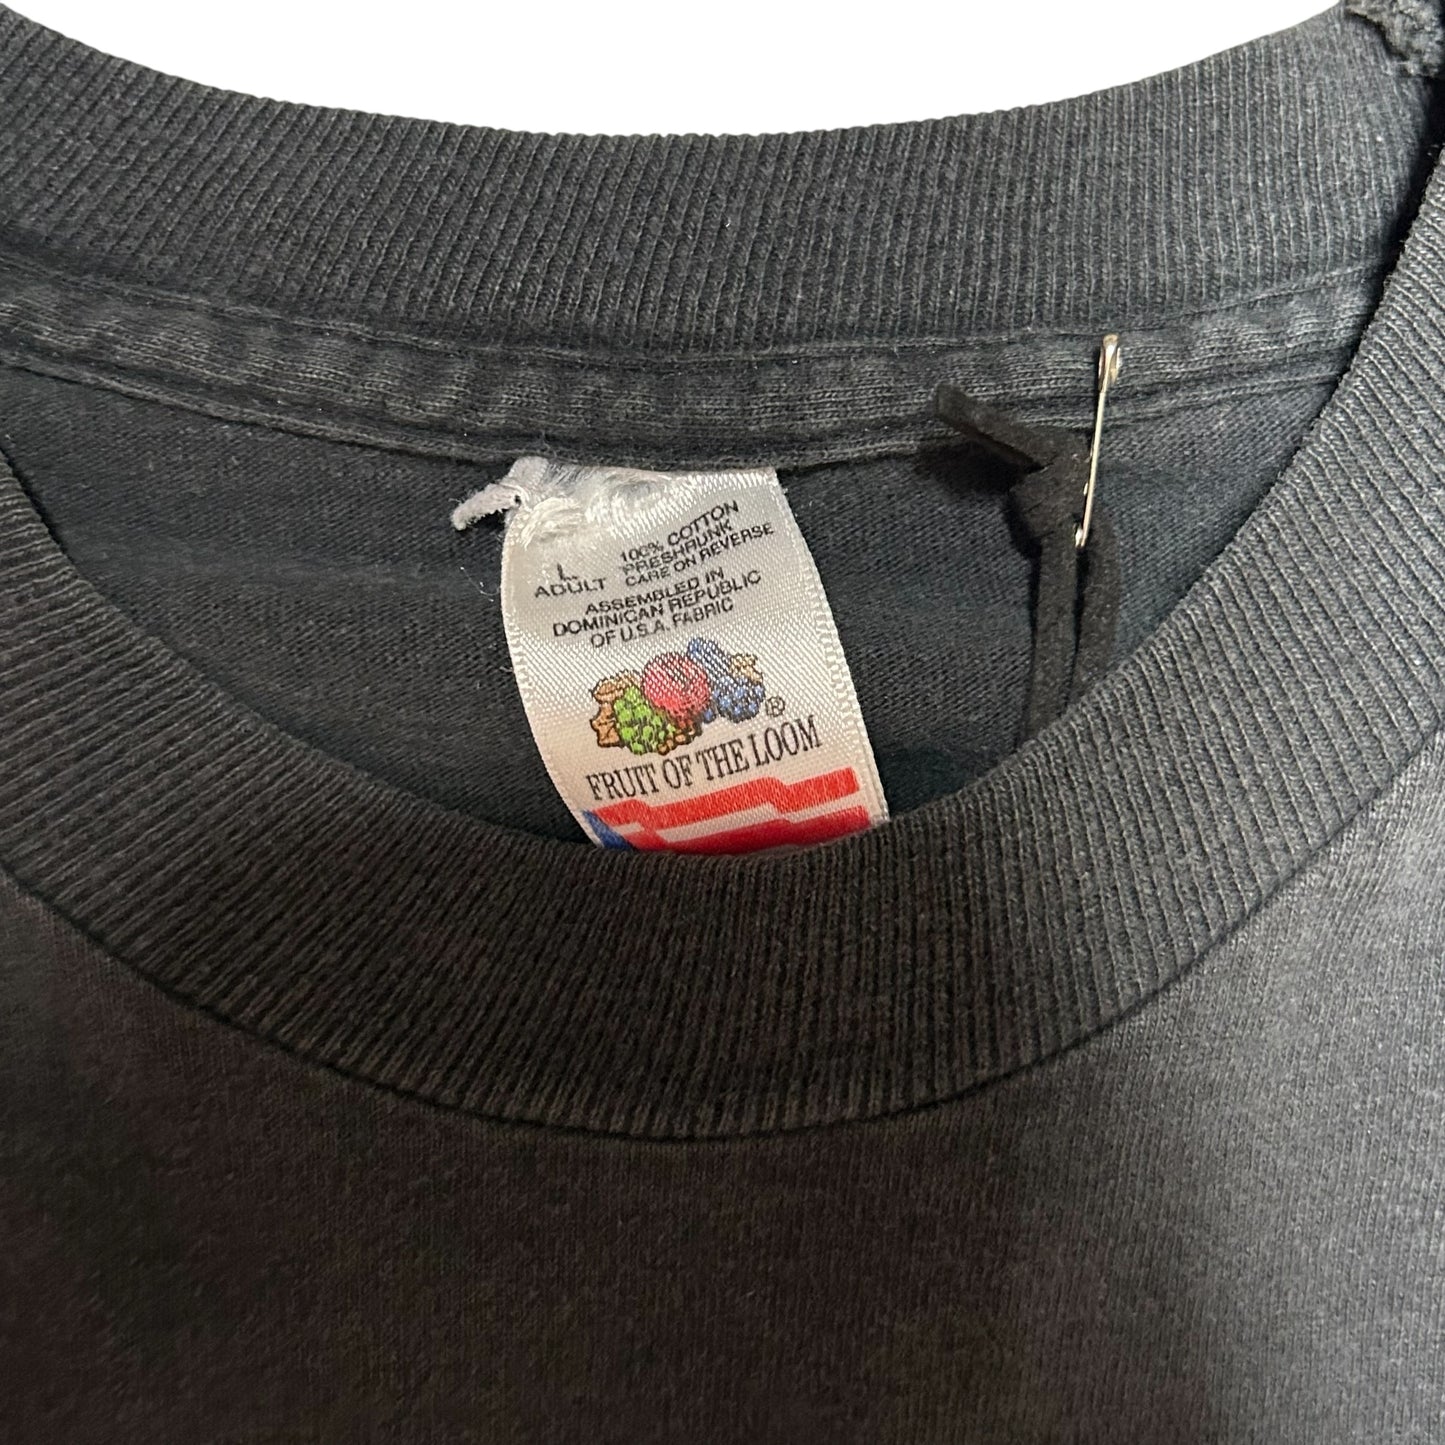 100% COTTON
L PRESHRUNK
ADULT CARE ON REVERSE
ASSEMBLED IN
DOMINICAN REPUBLIC
OF U.S.A. FABRIC
®
FRUIT OF THE LOOM